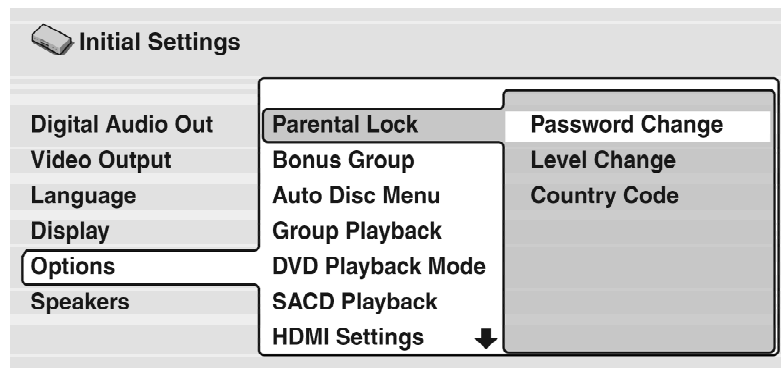 Initial Settings
Digital Audio Out
Video Output
Language
Display
Options
Speakers
Parental Lock
Bonus Group
Auto Disc Menu
Group Playback
DVD Playback Mode
SACD Playback
HDMI Settings
Password Change
Level Change
Country Code